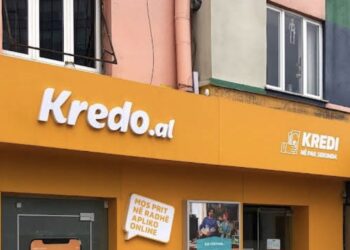 Kredo.al
KREDI
NË PAK SEKONDA
MOS PRIT
NË RADHË
APLIKO
ONLINE